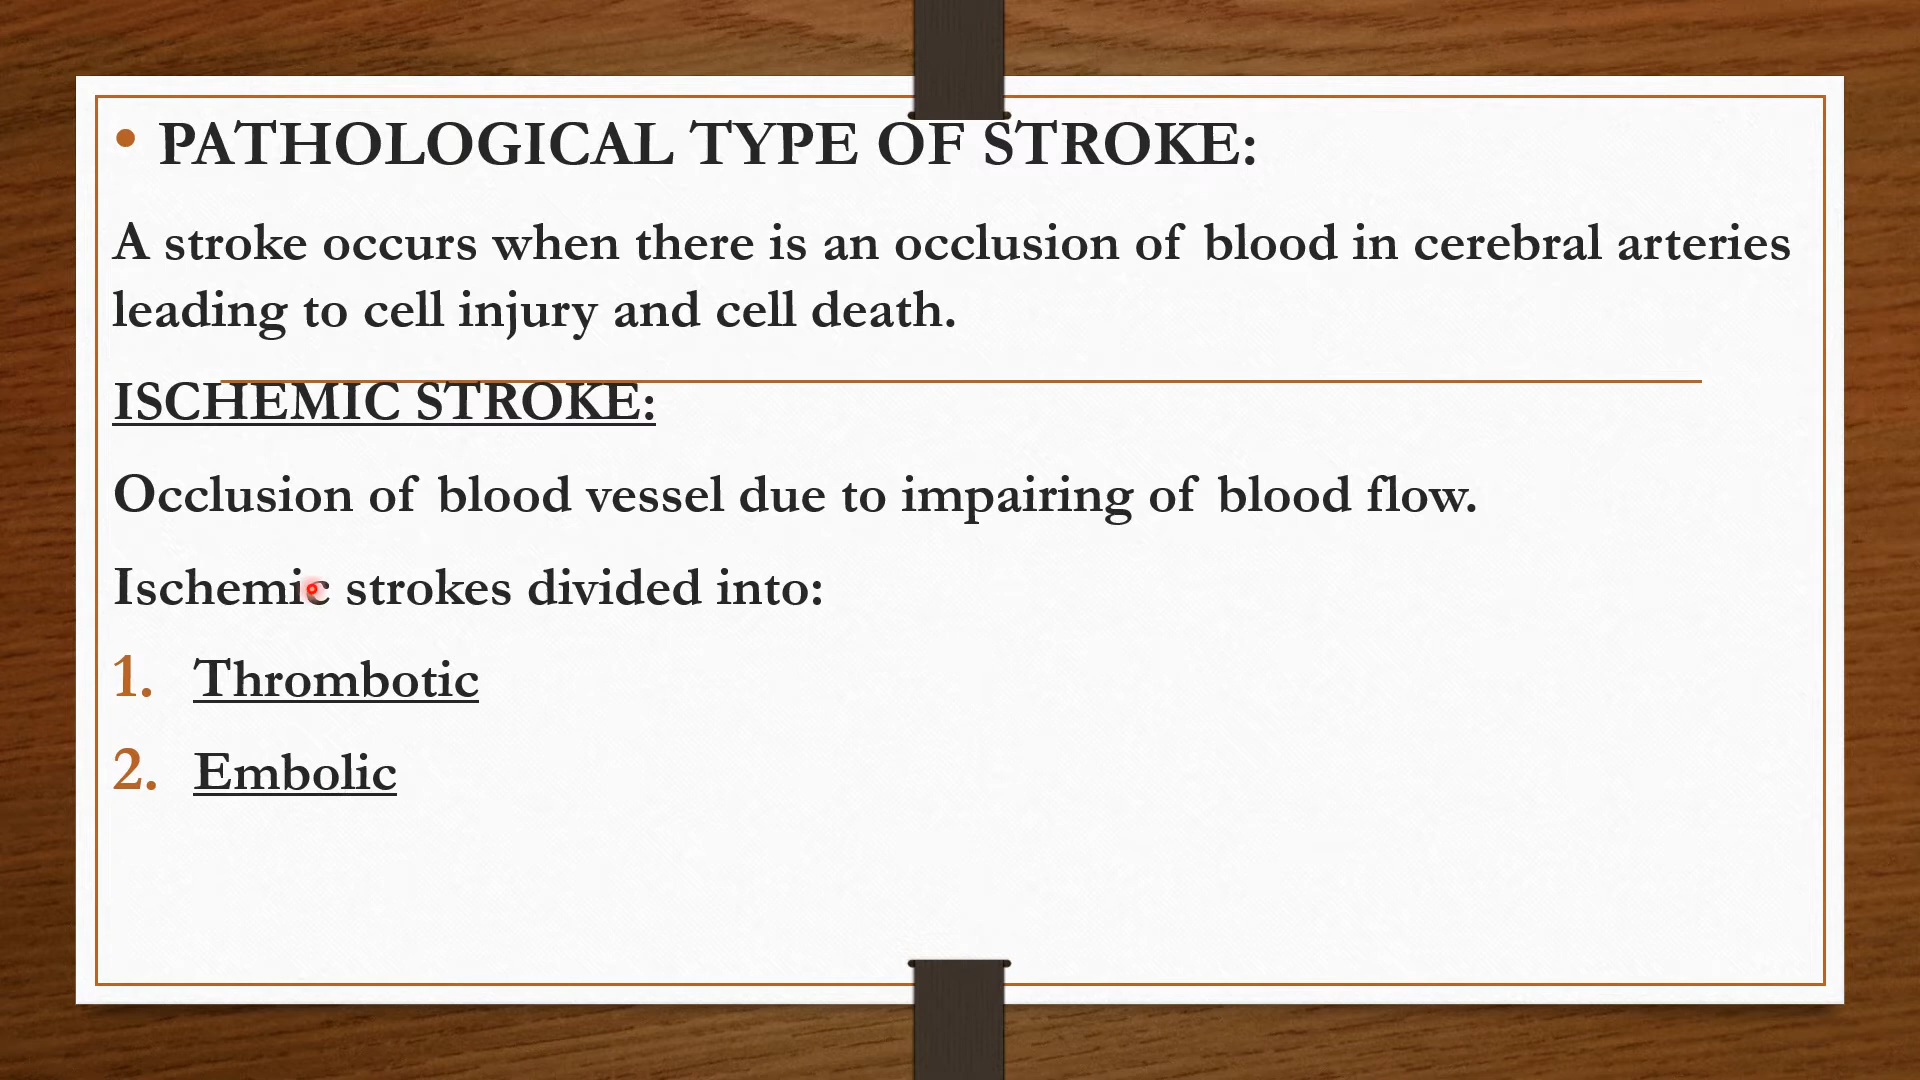 • PATHOLOGICAL TYPE OF STROKE:
A stroke occurs when there is an occlusion of blood in cerebral arteries
leading to cell injury and cell death.
ISCHEMIC STROKE:
Occlusion of blood vessel due to impairing of blood flow.
Ischemic strokes divided into:
1. Thrombotic
2. Embolic